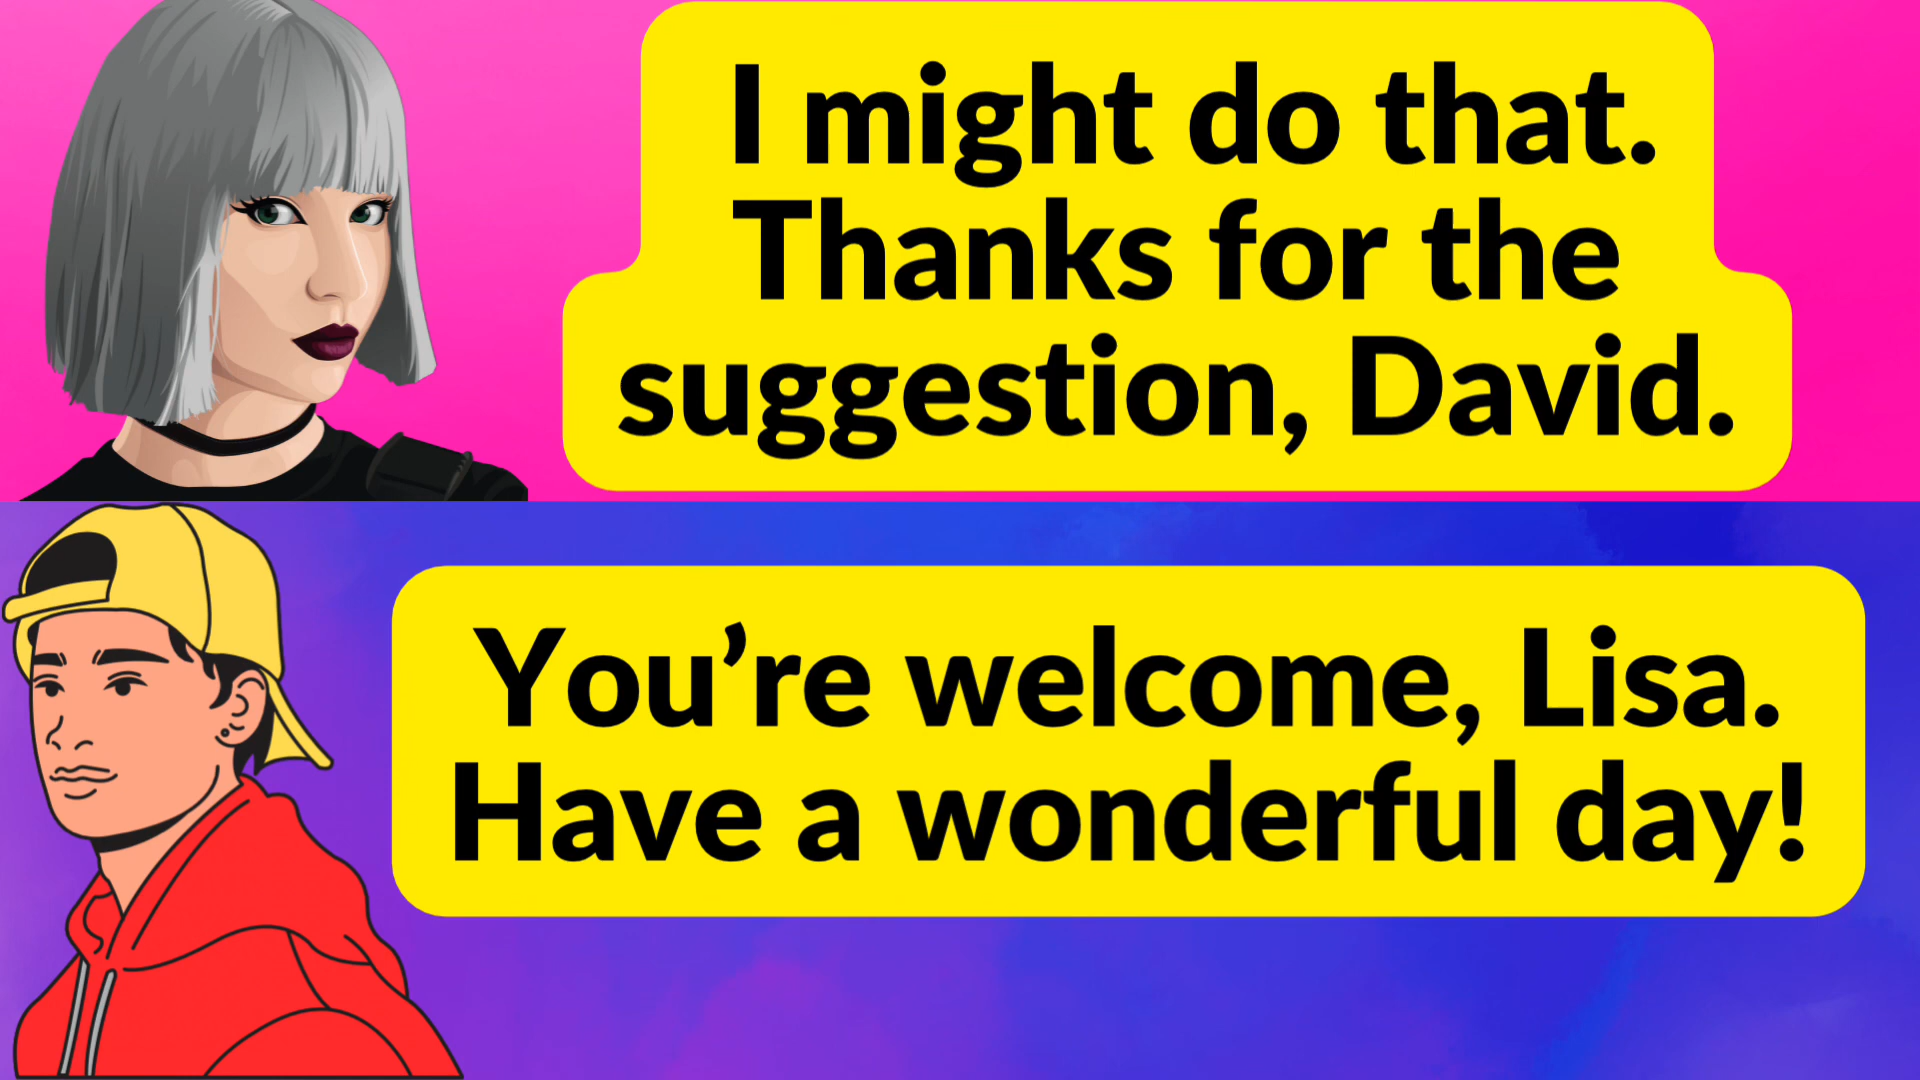 I might do that.
Thanks for the
suggestion, David.
You’re welcome, Lisa.
Have a wonderful day!